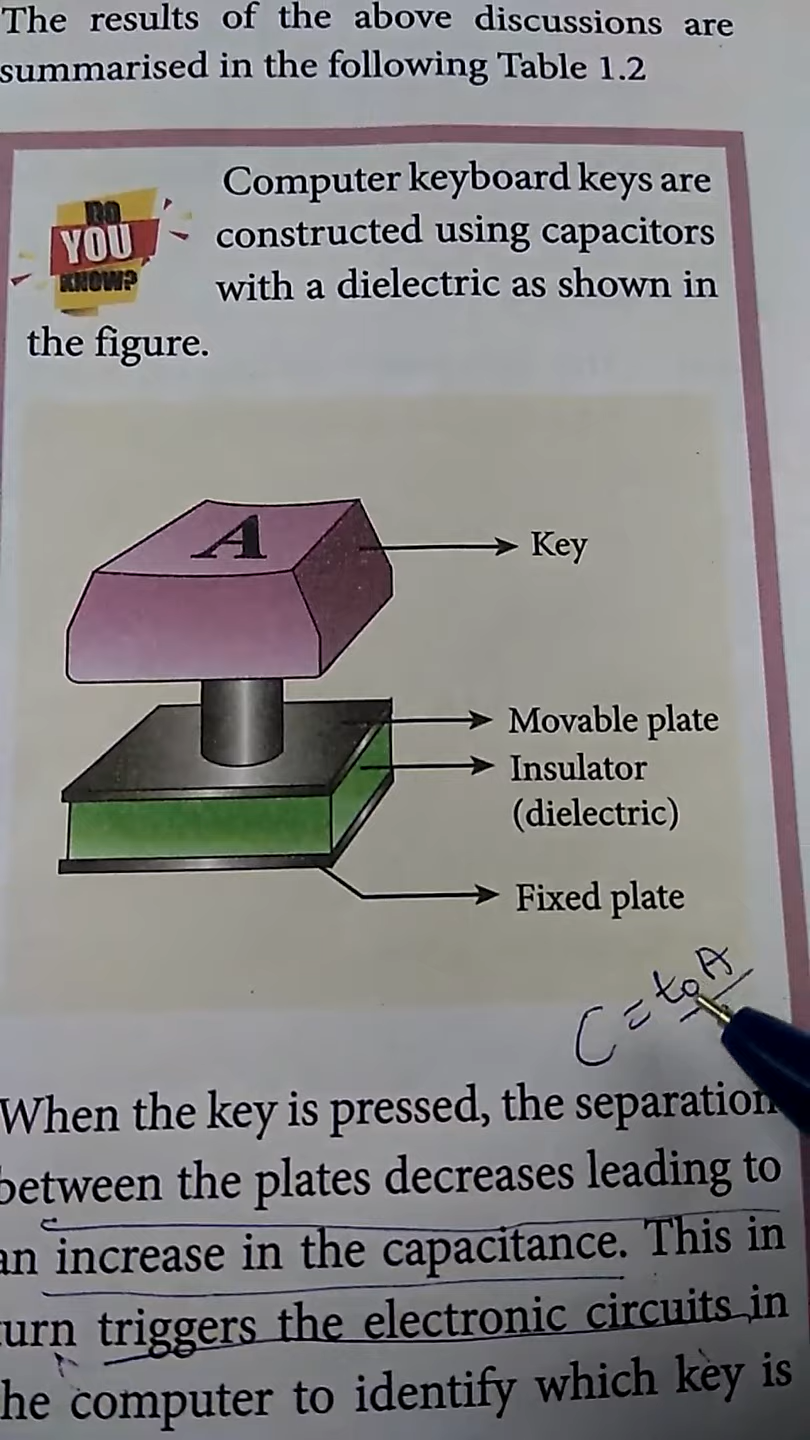 The results of the above discussions are
summarised in the following Table 1.2
DO
YOU
KNOW?
Computer keyboard keys are
constructed using capacitors
with a dielectric as shown in
the figure.
A
Key
Movable plate
Insulator
(dielectric)
Fixed plate
C = ε₀A
When the key is pressed, the separation
between the plates decreases leading to
an increase in the capacitance. This in
turn triggers the electronic circuits in
the computer to identify which key is